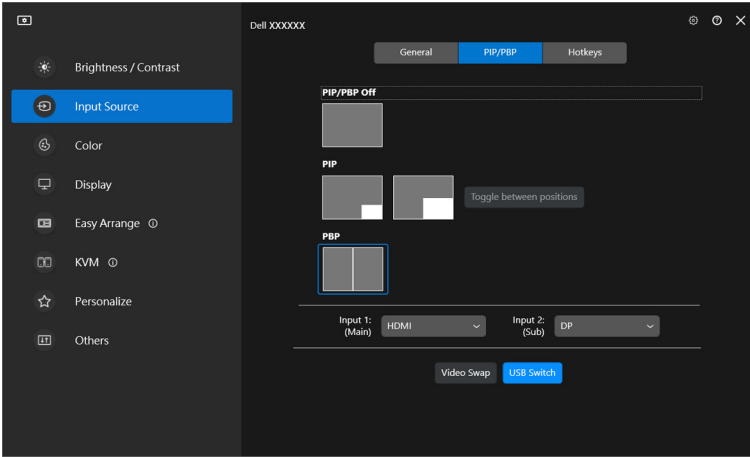 Dell XXXXXX
General
PIP/PBP
Hotkeys
Brightness / Contrast
Input Source
Color
Display
Easy Arrange
KVM
Personalize
Others
PIP/PBP Off
PIP
Toggle between positions
PBP
Input 1:
(Main)
HDMI
Input 2:
(Sub)
DP
Video Swap
USB Switch